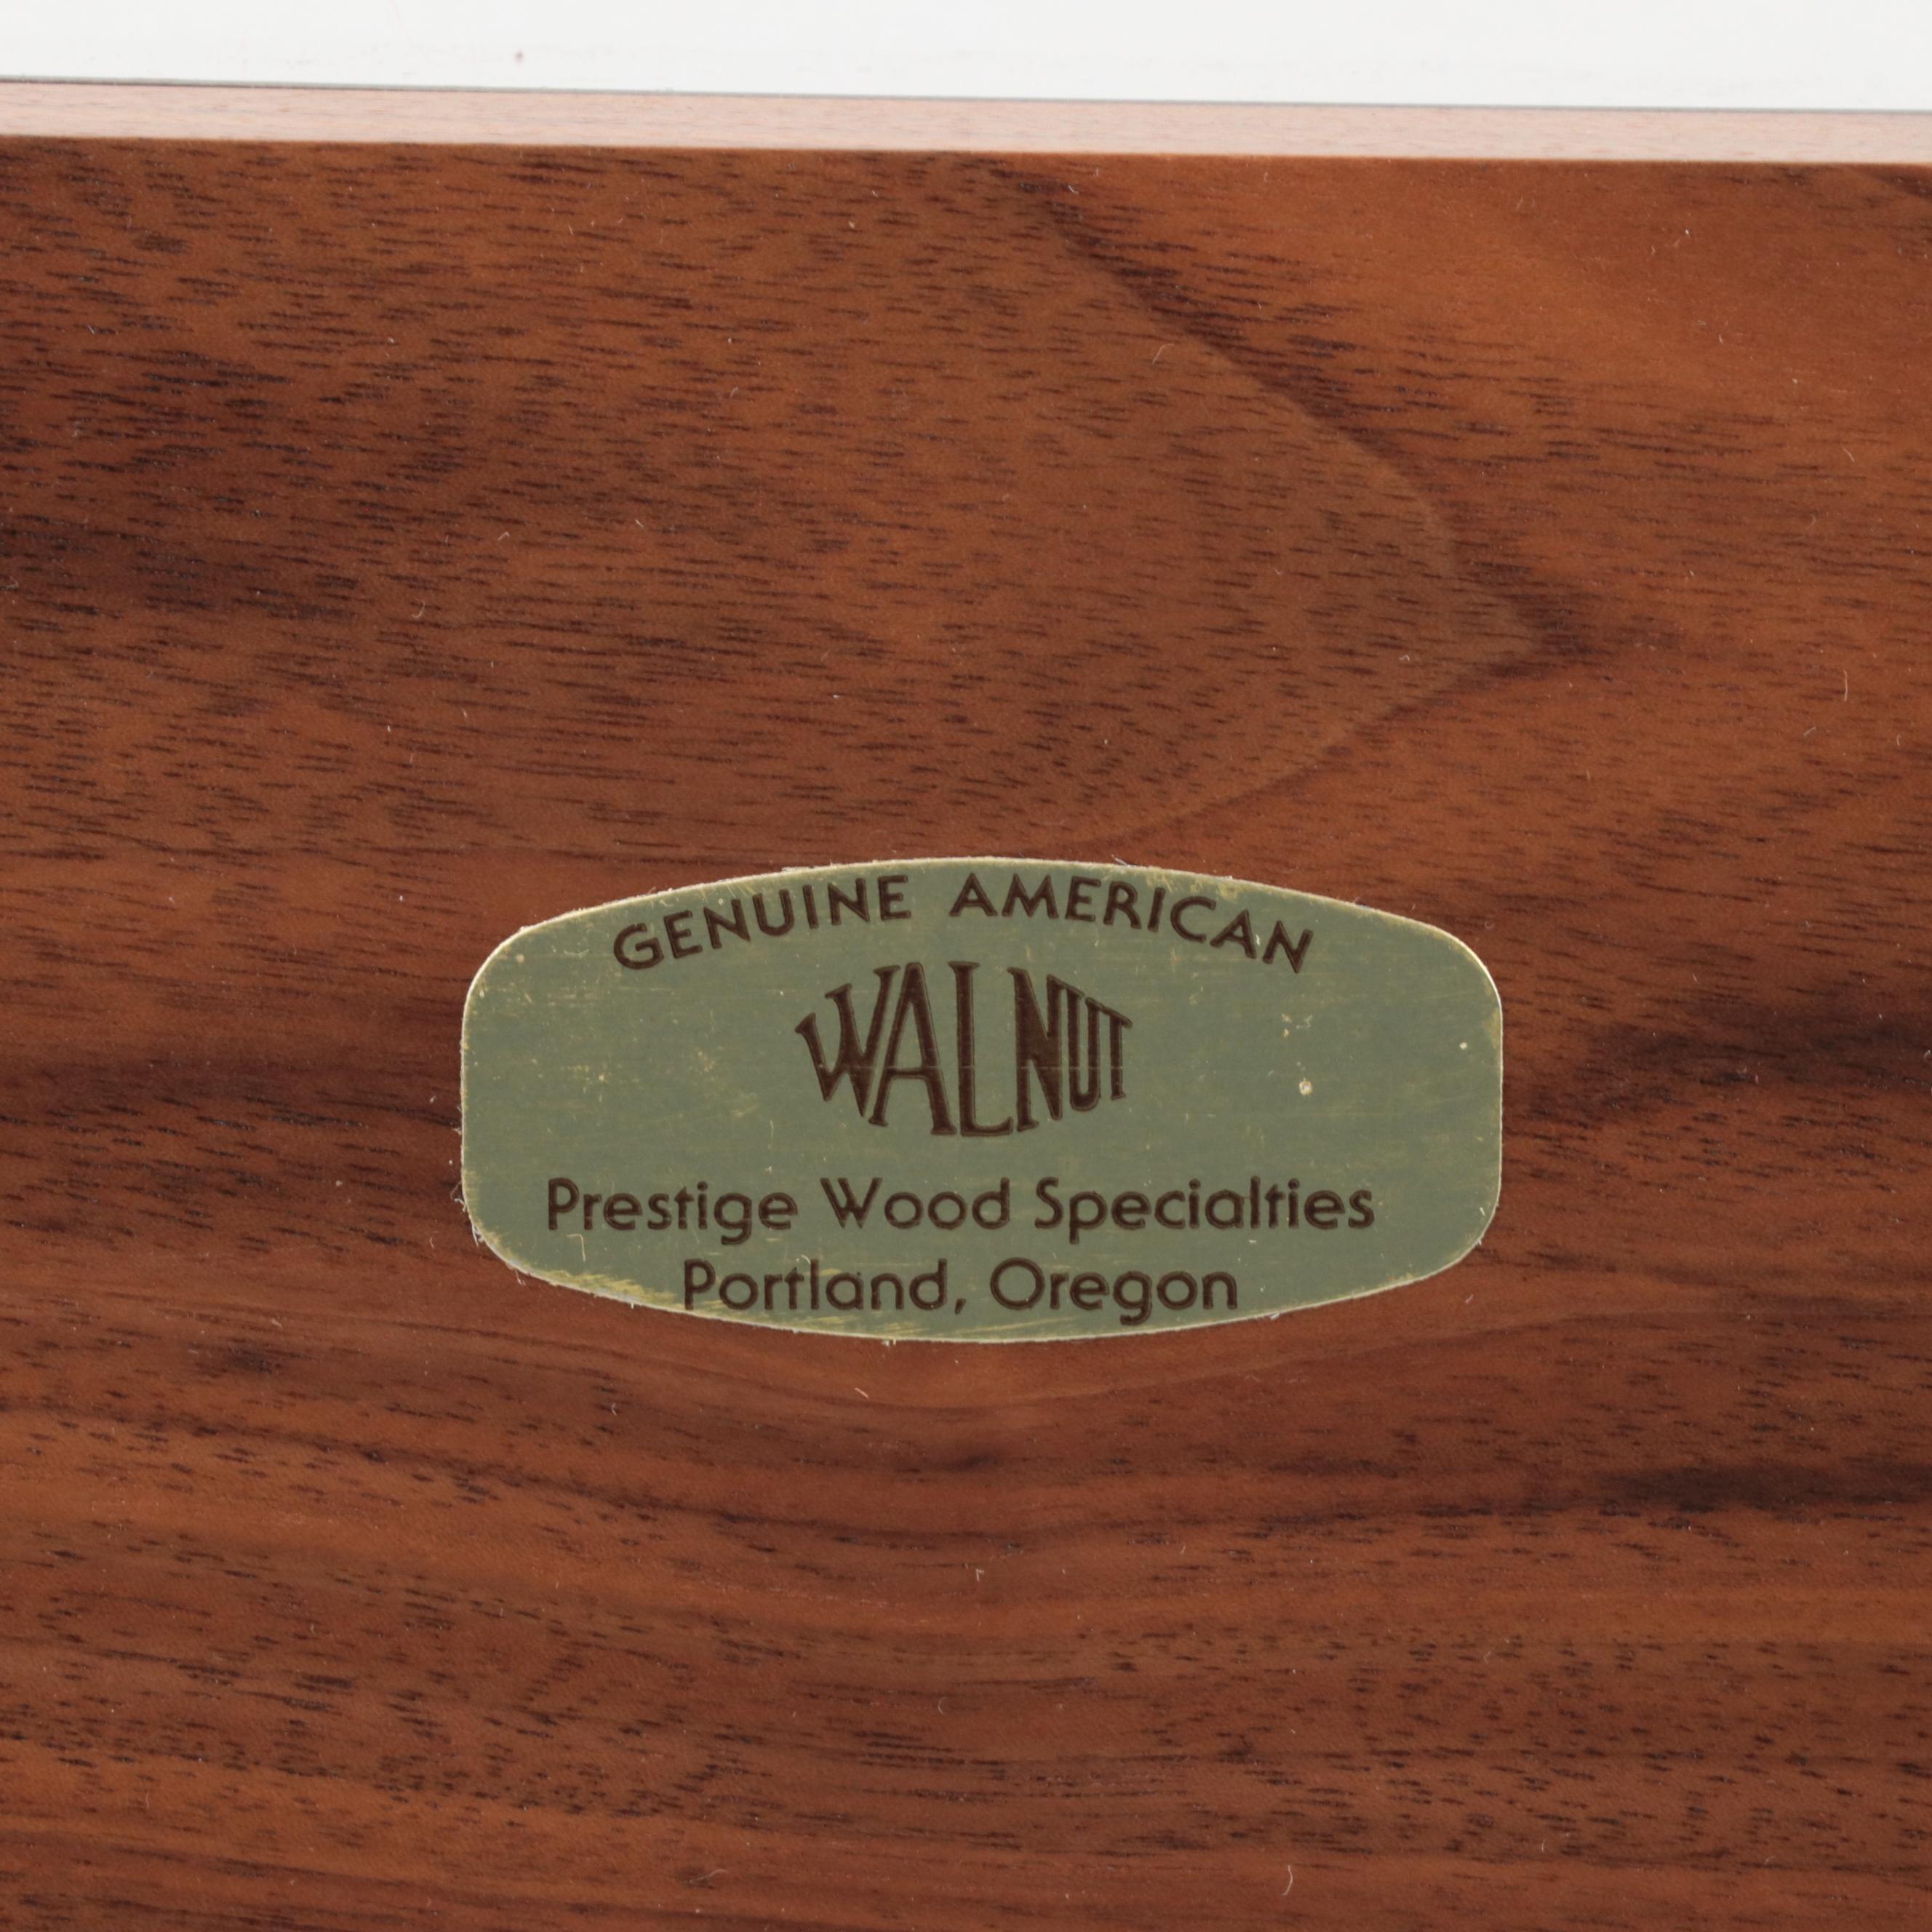 GENUINE AMERICAN
WALNUT
Prestige Wood Specialties
Portland, Oregon